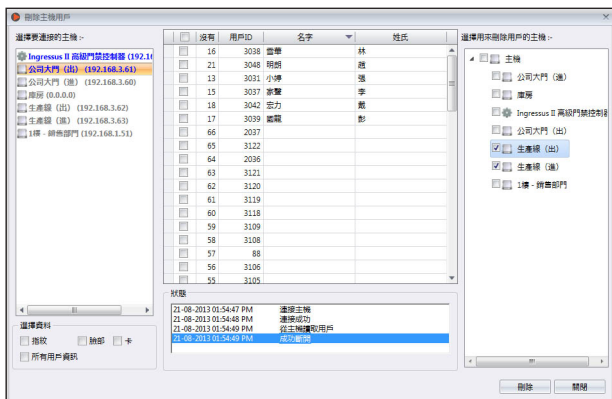 刪除主機用戶
選擇要連接的主機 :-
Ingressus II 高級門禁控制器 (192.16
公司大門（出） (192.168.3.61)
公司大門（進） (192.168.3.60)
庫房 (0.0.0.0)
生產線（出） (192.168.3.62)
生產線（進） (192.168.3.63)
1樓 - 銷售部門 (192.168.1.51)
選擇資料
指紋 臉部 卡
所有用戶資訊
沒有 用戶ID 名字 姓氏
16 3038 雪華 林
21 3048 明朗 趙
13 3031 小婷 張
15 3037 家聲 李
18 3042 宏力 戴
17 3039 國龍 彭
66 2037
65 3122
64 2036
63 3121
62 3120
61 3119
60 3118
59 3109
58 3108
57 88
56 3106
55 3105
狀態
21-08-2013 01:54:47 PM 連接主機
21-08-2013 01:54:48 PM 連接成功
21-08-2013 01:54:49 PM 從主機讀取用戶
21-08-2013 01:54:49 PM 成功斷開
選擇用來刪除用戶的主機 :-
主機
公司大門（進）
庫房
Ingressus II 高級門禁控制器
公司大門（出）
生產線（出）
生產線（進）
1樓 - 銷售部門
刪除 關閉